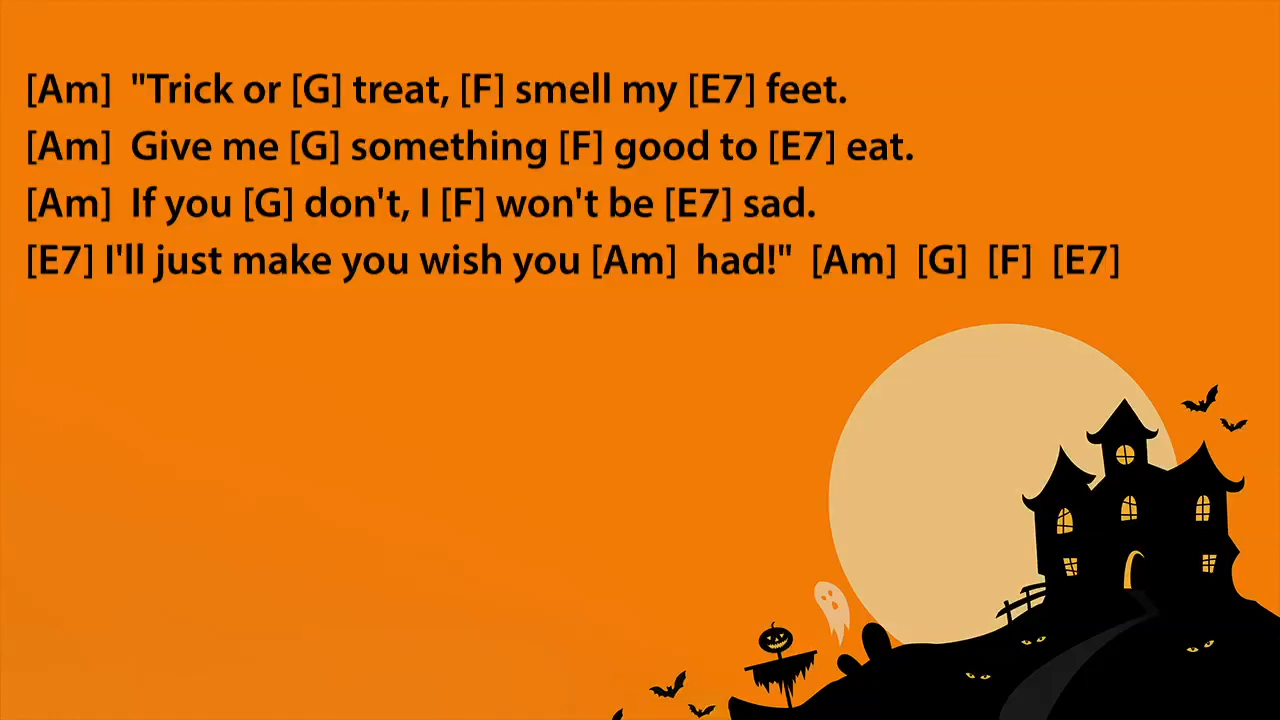 [Am] "Trick or [G] treat, [F] smell my [E7] feet.
[Am] Give me [G] something [F] good to [E7] eat.
[Am] If you [G] don't, I [F] won't be [E7] sad.
[E7] I'll just make you wish you [Am] had!" [Am] [G] [F] [E7]